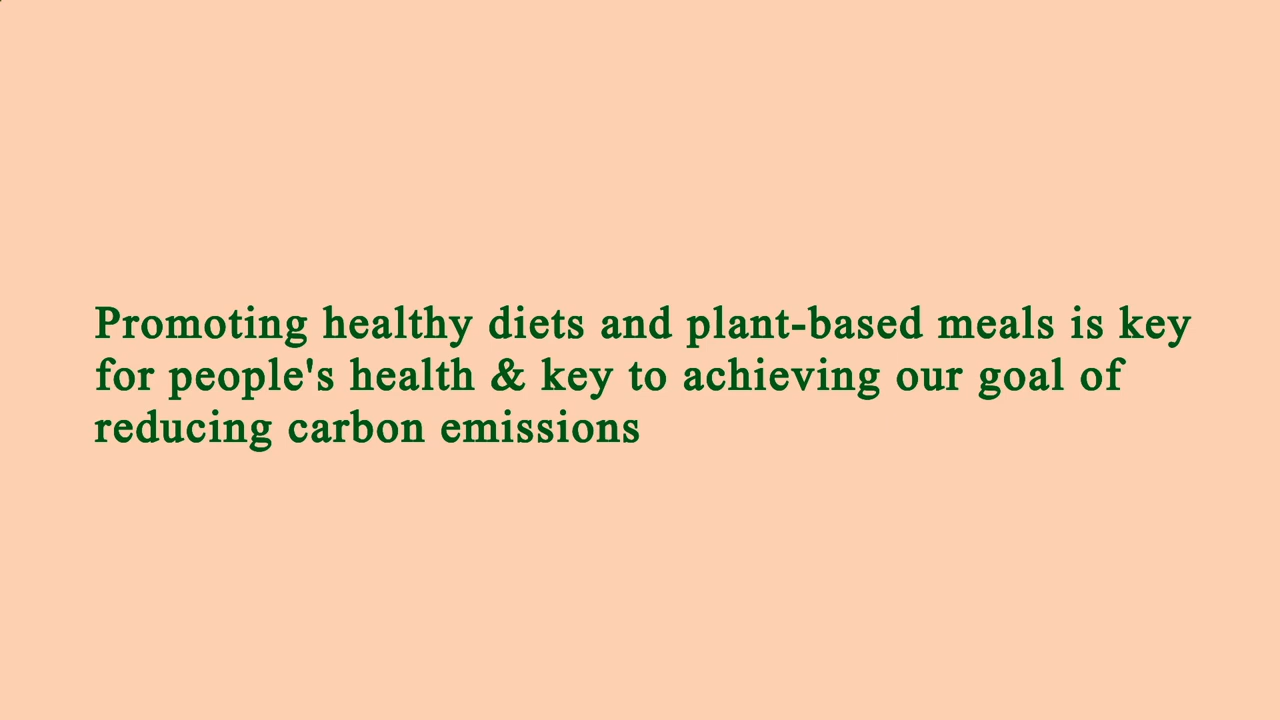 Promoting healthy diets and plant-based meals is key
for people's health & key to achieving our goal of
reducing carbon emissions